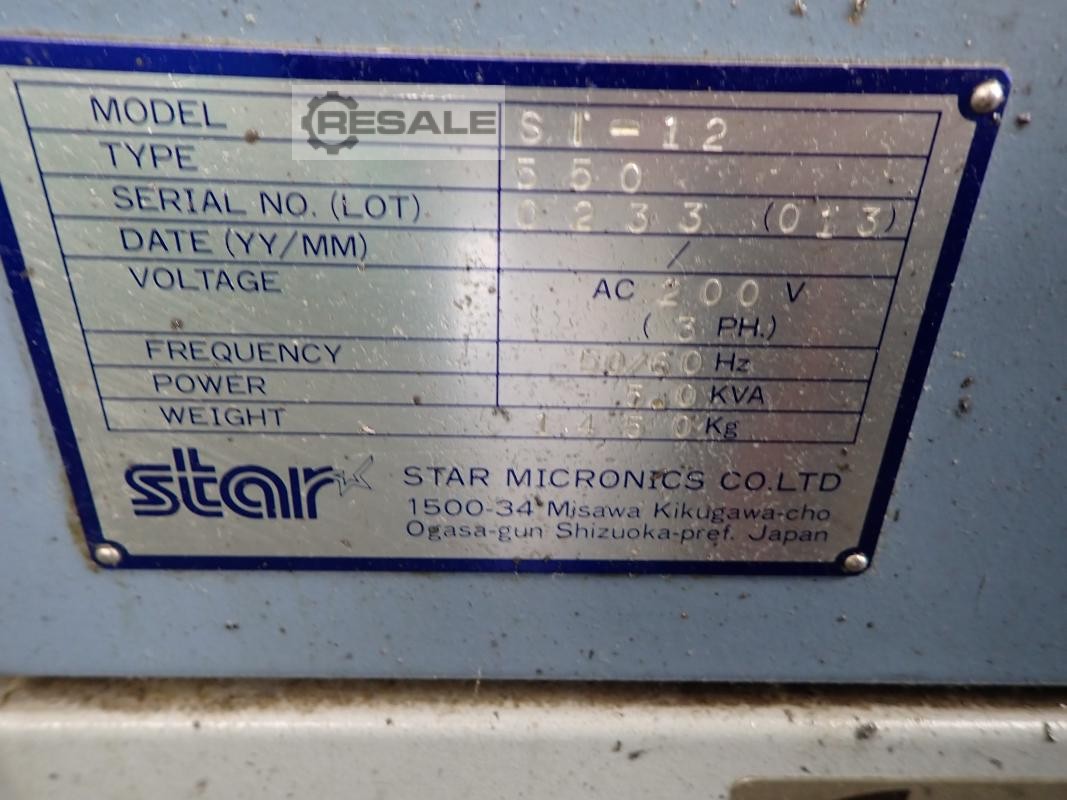 RESALE
MODEL ST-12
TYPE 550
SERIAL NO. (LOT) 0233 (013)
DATE (YY/MM) /
VOLTAGE AC 200 V
( 3 PH.)
FREQUENCY 50/60 Hz
POWER 5.0 KVA
WEIGHT 1450 Kg
star STAR MICRONICS CO.LTD
1500-34 Misawa Kikugawa-cho
Ogasa-gun Shizuoka-pref. Japan